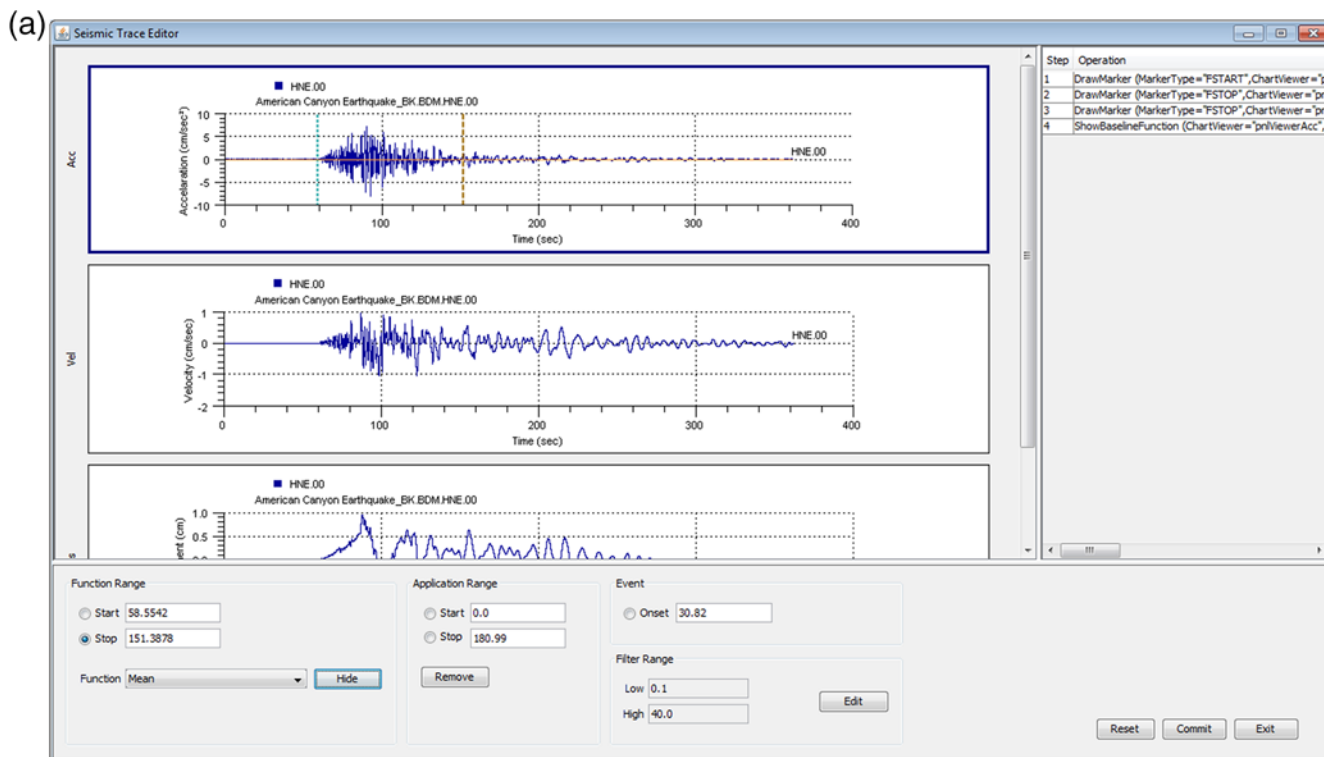 (a)
Seismic Trace Editor
HNE.00
American Canyon Earthquake_BK.BDM.HNE.00
Acc
Accelaration (cm/sec²)
10
5
0
-5
-10
HNE.00
0 100 200 300 400
Time (sec)
HNE.00
American Canyon Earthquake_BK.BDM.HNE.00
Vel
Velocity (cm/sec)
1
0
-1
-2
HNE.00
0 100 200 300 400
Time (sec)
HNE.00
American Canyon Earthquake_BK.BDM.HNE.00
ent (cm)
1.0
0.5
Step Operation
1 DrawMarker (MarkerType="FSTART",ChartViewer="p
2 DrawMarker (MarkerType="FSTOP",ChartViewer="pn
3 DrawMarker (MarkerType="FSTOP",ChartViewer="pn
4 ShowBaselineFunction (ChartViewer="pnlViewerAcc",
Function Range
Start 58.5542
Stop 151.3878
Function Mean Hide
Application Range
Start 0.0
Stop 180.99
Remove
Event
Onset 30.82
Filter Range
Low 0.1
High 40.0
Edit
Reset Commit Exit